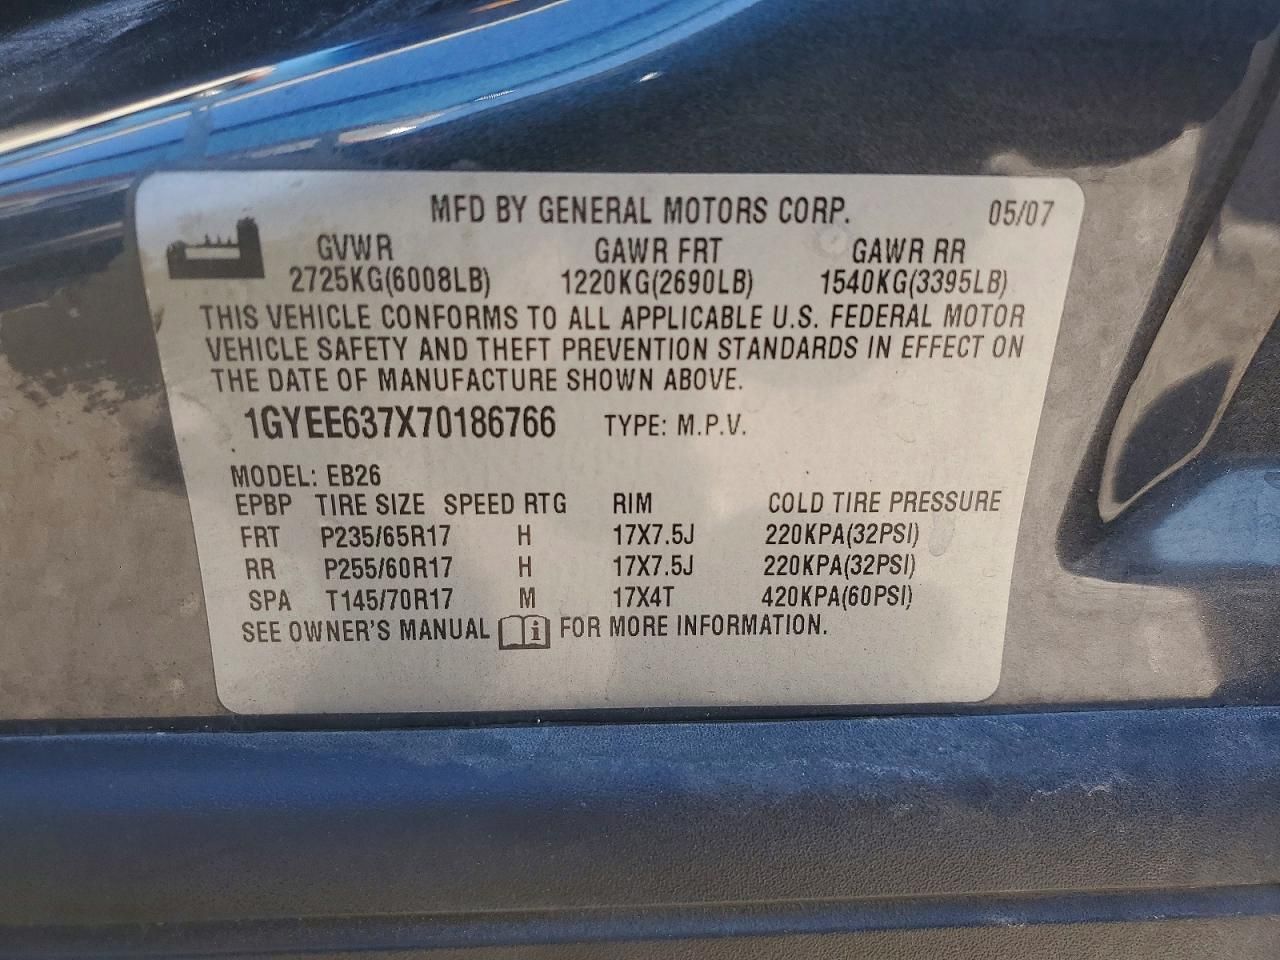 MFD BY GENERAL MOTORS CORP. 05/07
GVWR GAWR FRT GAWR RR
2725KG(6008LB) 1220KG(2690LB) 1540KG(3395LB)
THIS VEHICLE CONFORMS TO ALL APPLICABLE U.S. FEDERAL MOTOR
VEHICLE SAFETY AND THEFT PREVENTION STANDARDS IN EFFECT ON
THE DATE OF MANUFACTURE SHOWN ABOVE.
1GYEE637X70186766 TYPE: M.P.V.
MODEL: EB26
EPBP TIRE SIZE SPEED RTG RIM COLD TIRE PRESSURE
FRT P235/65R17 H 17X7.5J 220KPA(32PSI)
RR P255/60R17 H 17X7.5J 220KPA(32PSI)
SPA T145/70R17 M 17X4T 420KPA(60PSI)
SEE OWNER'S MANUAL i FOR MORE INFORMATION.